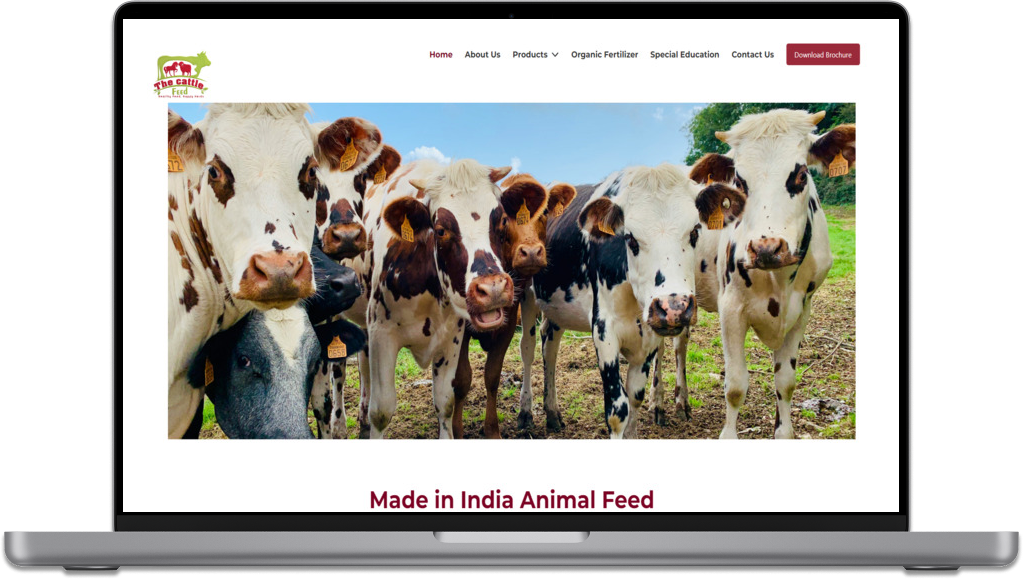 Home About Us Products Organic Fertilizer Special Education Contact Us Download Brochure
The cattle
Feed
Made in India Animal Feed